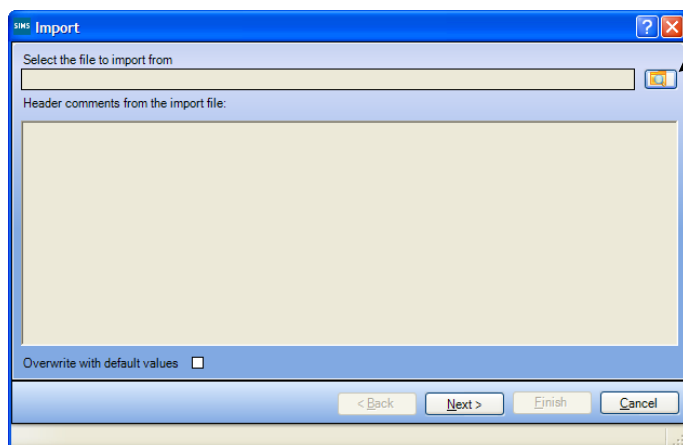 SIMS Import
Select the file to import from
Header comments from the import file:
Overwrite with default values
< Back Next > Finish Cancel